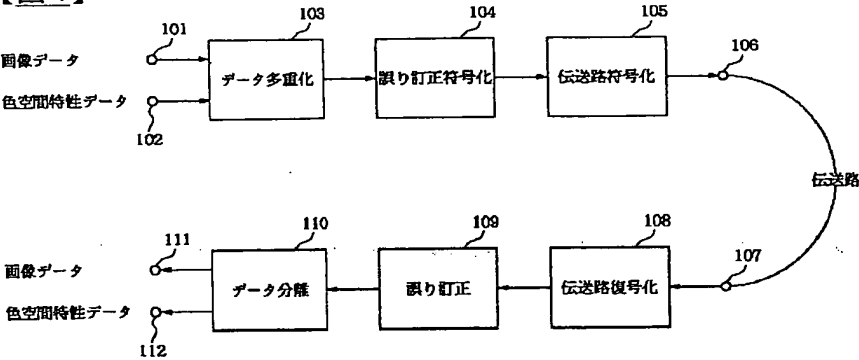 101
103
104
105
106
画像データ
データ多重化
誤り訂正符号化
伝送路符号化
色空間特性データ
102
伝送路
111
110
109
108
107
画像データ
データ分離
誤り訂正
伝送路復号化
色空間特性データ
112